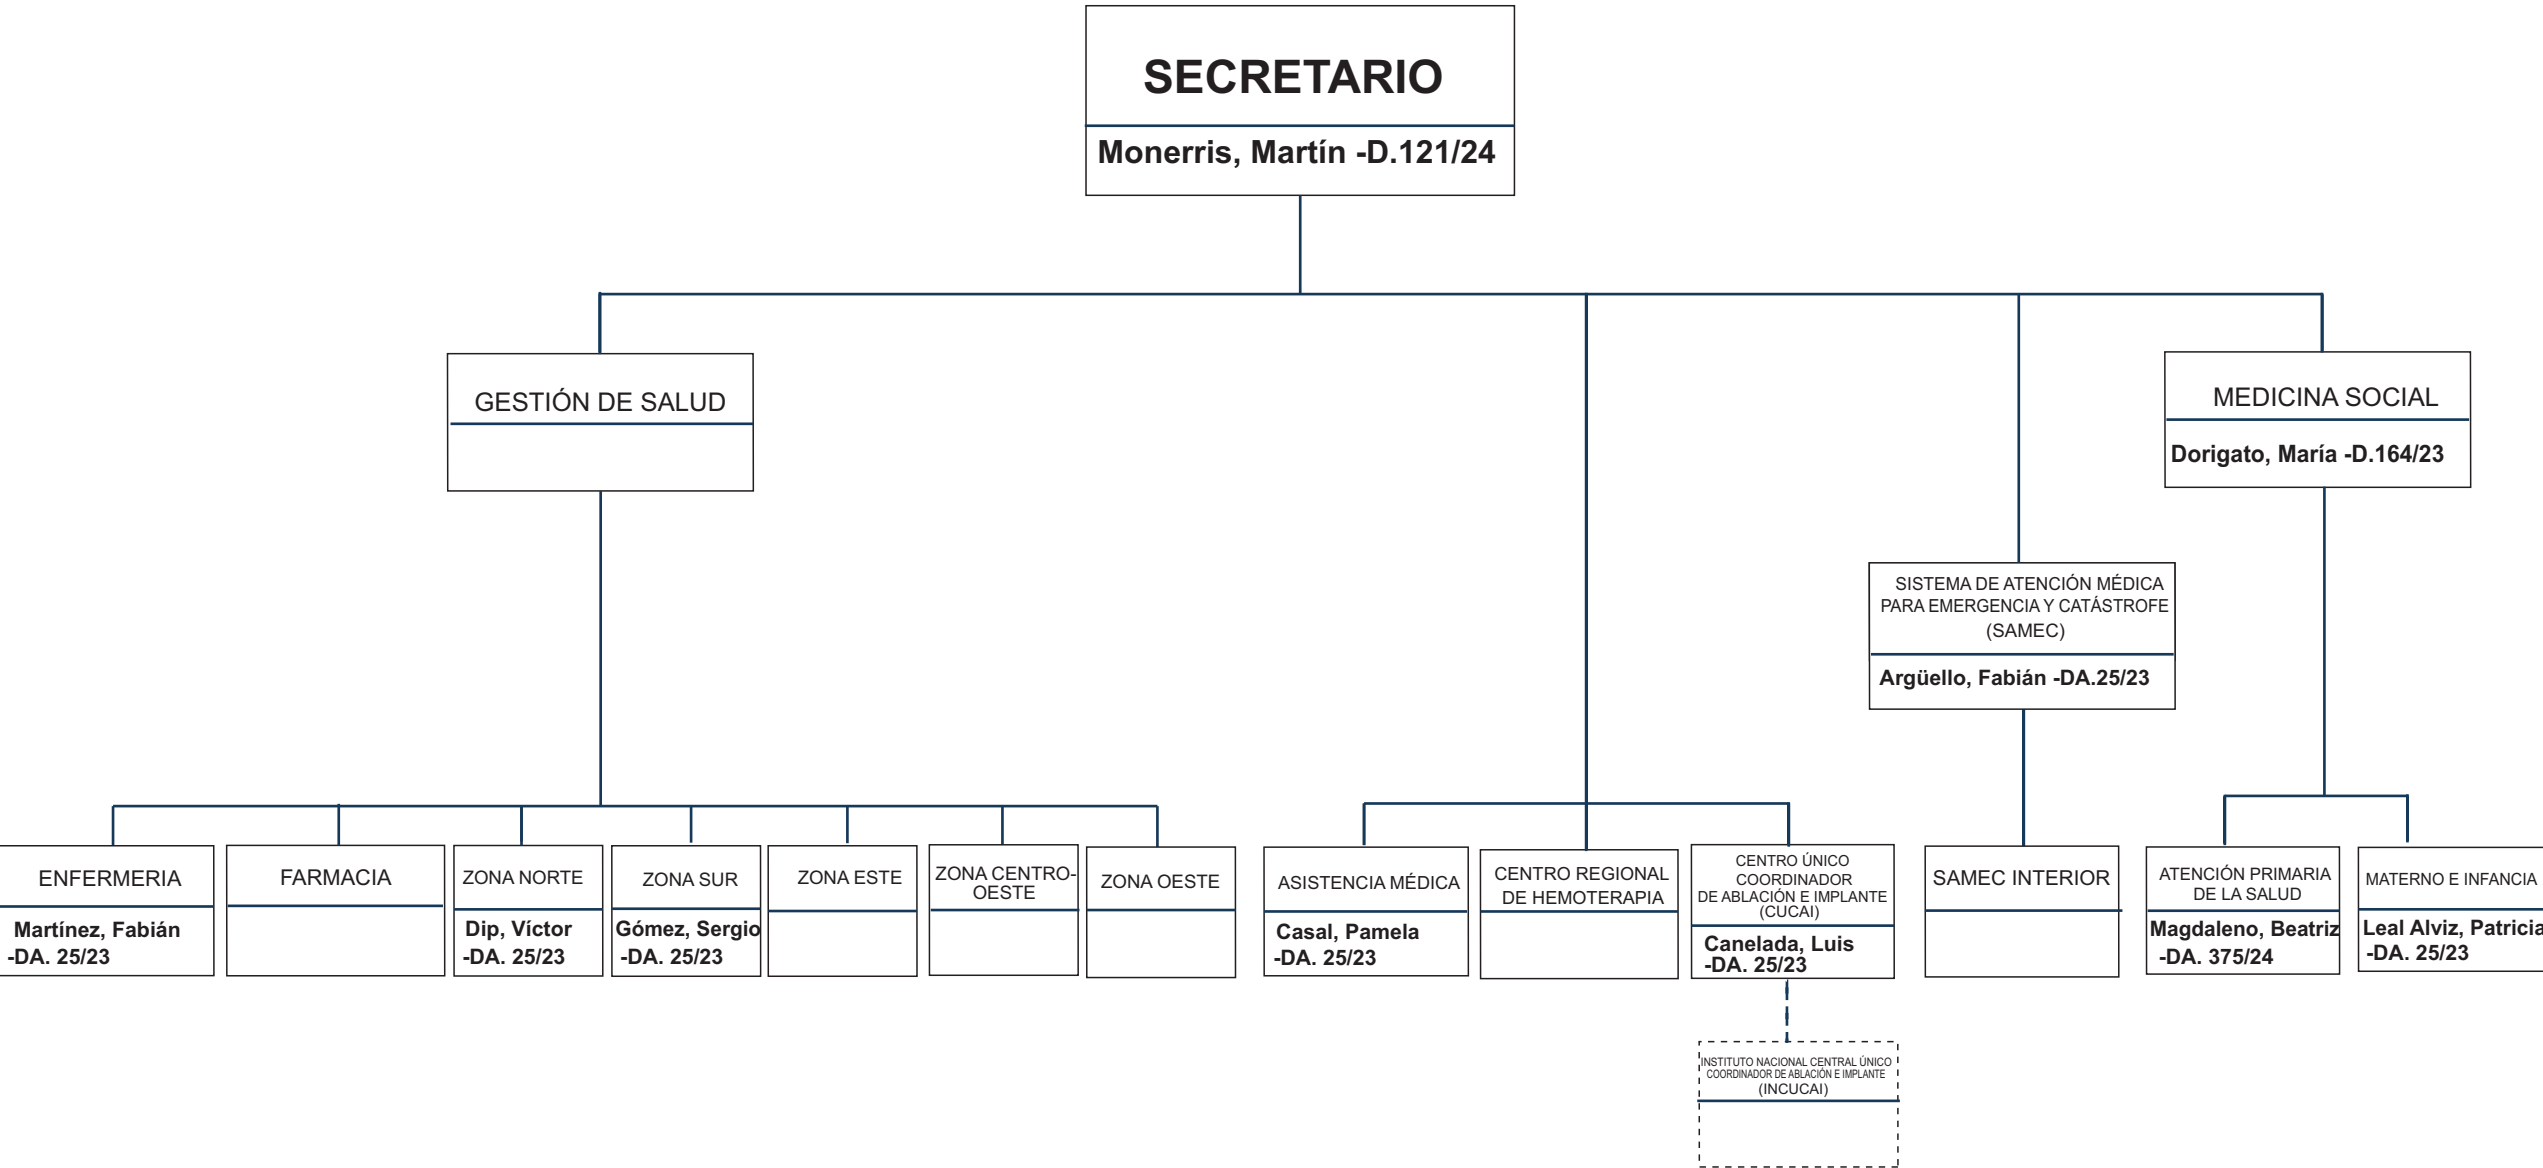 SECRETARIO
Monerris, Martín -D.121/24
GESTIÓN DE SALUD
MEDICINA SOCIAL
Dorigato, María -D.164/23
SISTEMA DE ATENCIÓN MÉDICA
PARA EMERGENCIA Y CATÁSTROFE
(SAMEC)
Argüello, Fabián -DA.25/23
ENFERMERIA
Martínez, Fabián
-DA. 25/23
FARMACIA
ZONA NORTE
Dip, Víctor
-DA. 25/23
ZONA SUR
Gómez, Sergio
-DA. 25/23
ZONA ESTE
ZONA CENTRO-
OESTE
ZONA OESTE
ASISTENCIA MÉDICA
Casal, Pamela
-DA. 25/23
CENTRO REGIONAL
DE HEMOTERAPIA
CENTRO ÚNICO
COORDINADOR
DE ABLACIÓN E IMPLANTE
(CUCAI)
Canelada, Luis
-DA. 25/23
SAMEC INTERIOR
ATENCIÓN PRIMARIA
DE LA SALUD
Magdaleno, Beatriz
-DA. 375/24
MATERNO E INFANCIA
Leal Alviz, Patricia
-DA. 25/23
INSTITUTO NACIONAL CENTRAL ÚNICO
COORDINADOR DE ABLACIÓN E IMPLANTE
(INCUCAI)